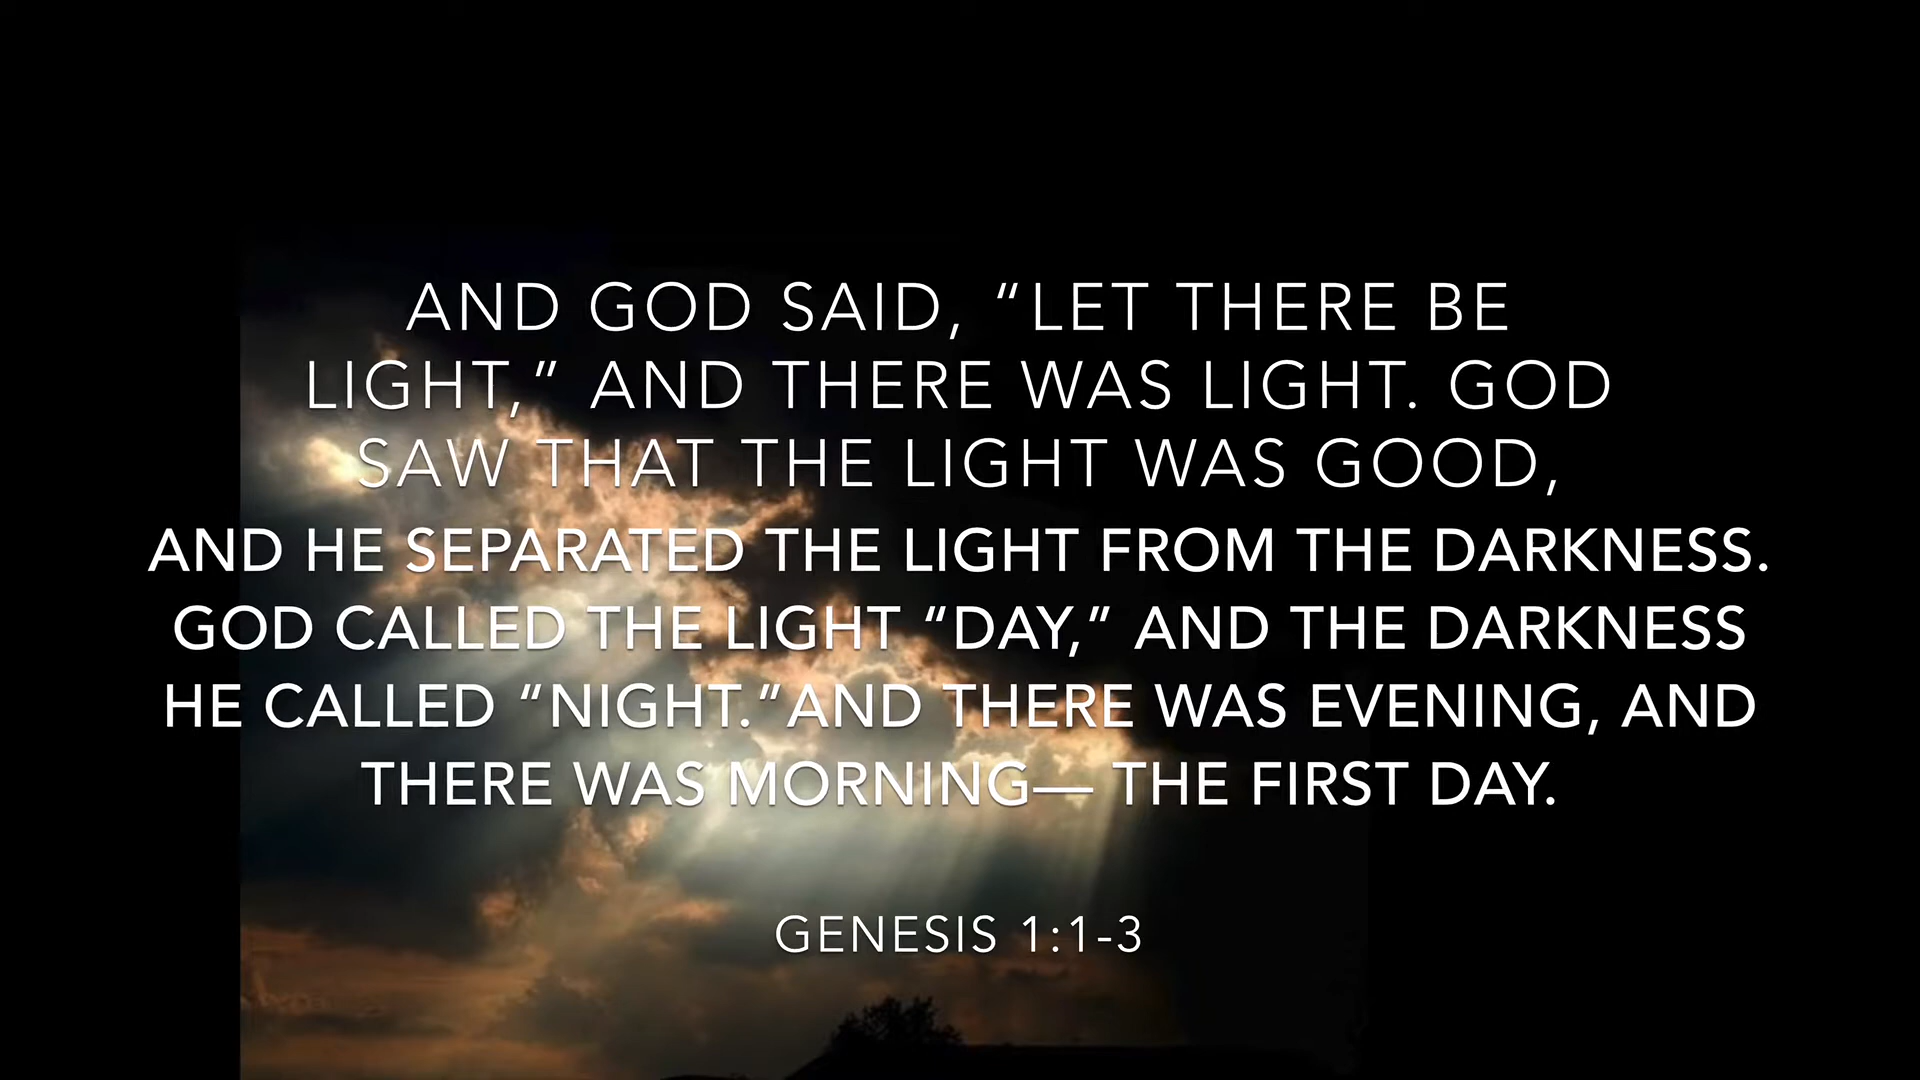 AND GOD SAID, “LET THERE BE
LIGHT,” AND THERE WAS LIGHT. GOD
SAW THAT THE LIGHT WAS GOOD,
AND HE SEPARATED THE LIGHT FROM THE DARKNESS.
GOD CALLED THE LIGHT “DAY,” AND THE DARKNESS
HE CALLED “NIGHT.”AND THERE WAS EVENING, AND
THERE WAS MORNING— THE FIRST DAY.
GENESIS 1:1-3